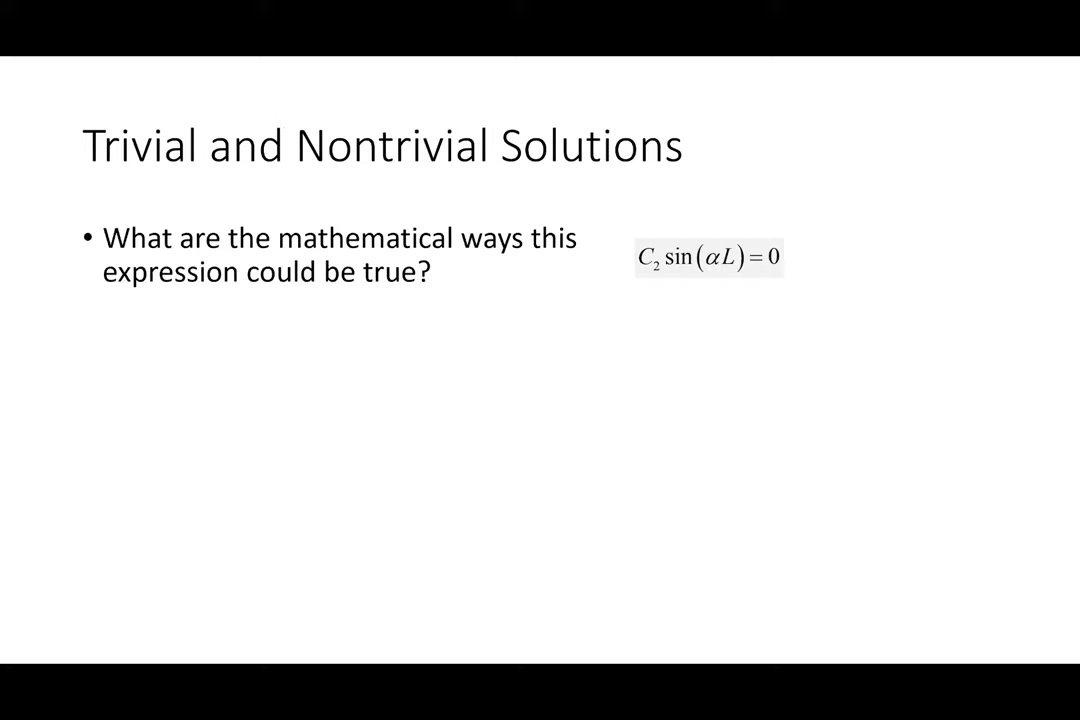 Trivial and Nontrivial Solutions
• What are the mathematical ways this
expression could be true?
C₂ sin(αL) = 0